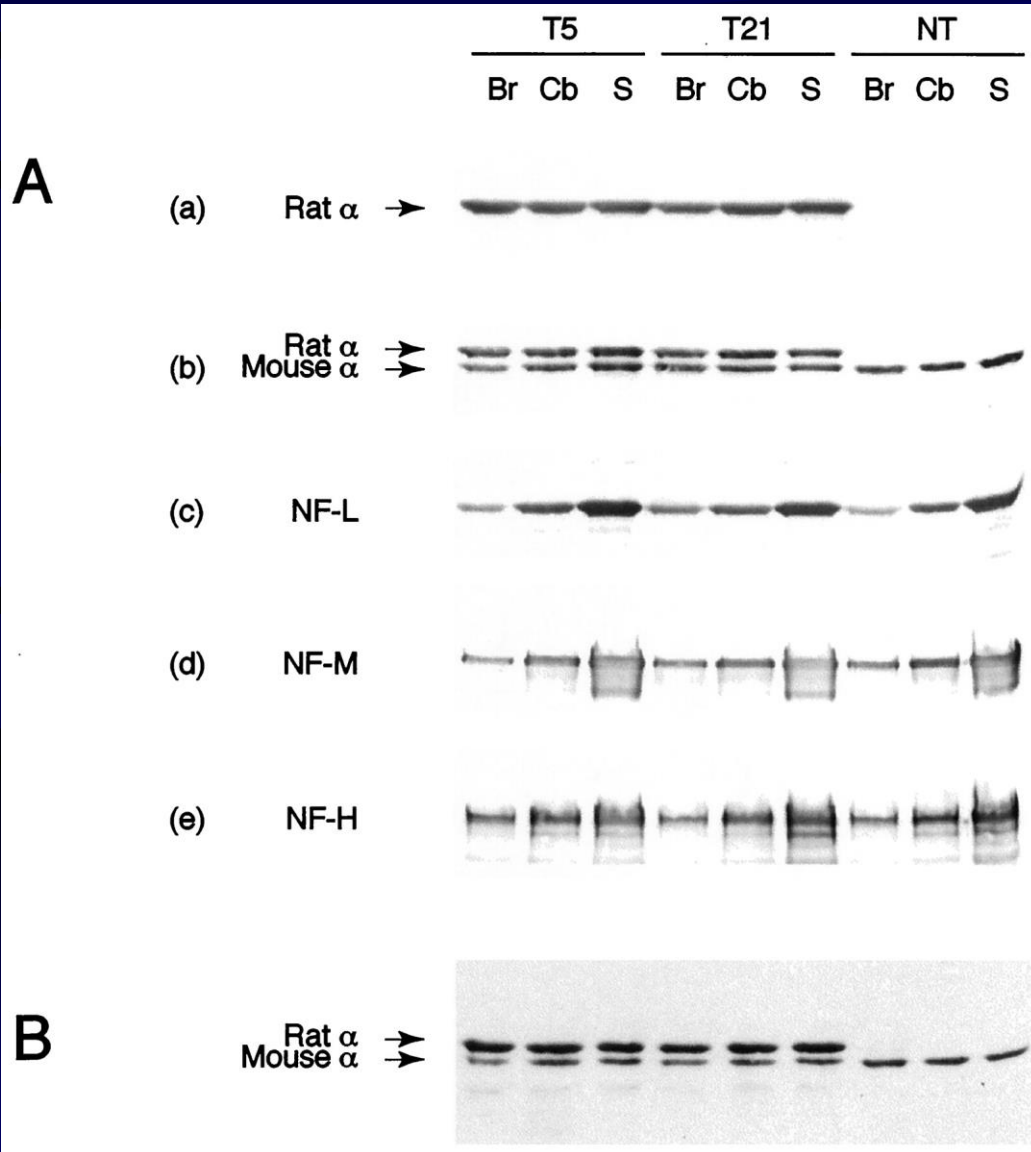 T5 T21 NT
Br Cb S Br Cb S Br Cb S
A
(a) Rat α
Rat α
(b) Mouse α
(c) NF-L
(d) NF-M
(e) NF-H
B
Rat α
Mouse α